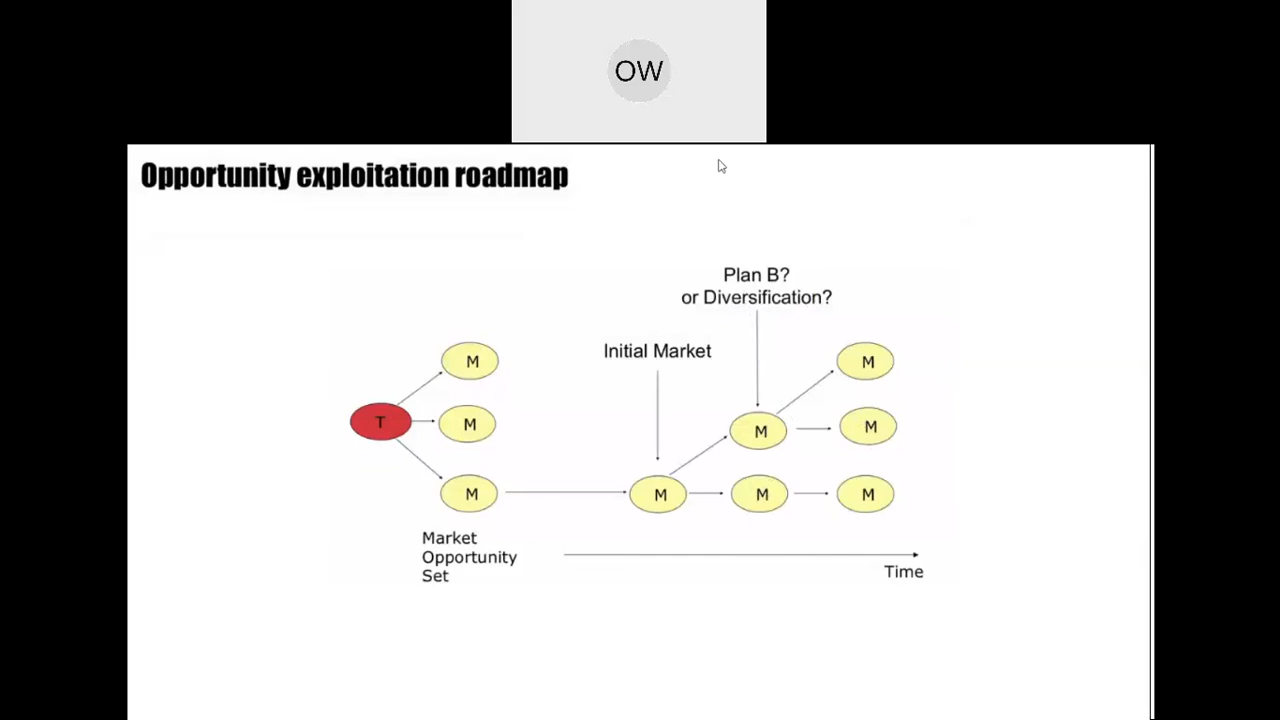 OW
Opportunity exploitation roadmap
Plan B?
or Diversification?
Initial Market
M
M
T
M
M
M
M
M
M
M
M
Market
Opportunity
Set
Time